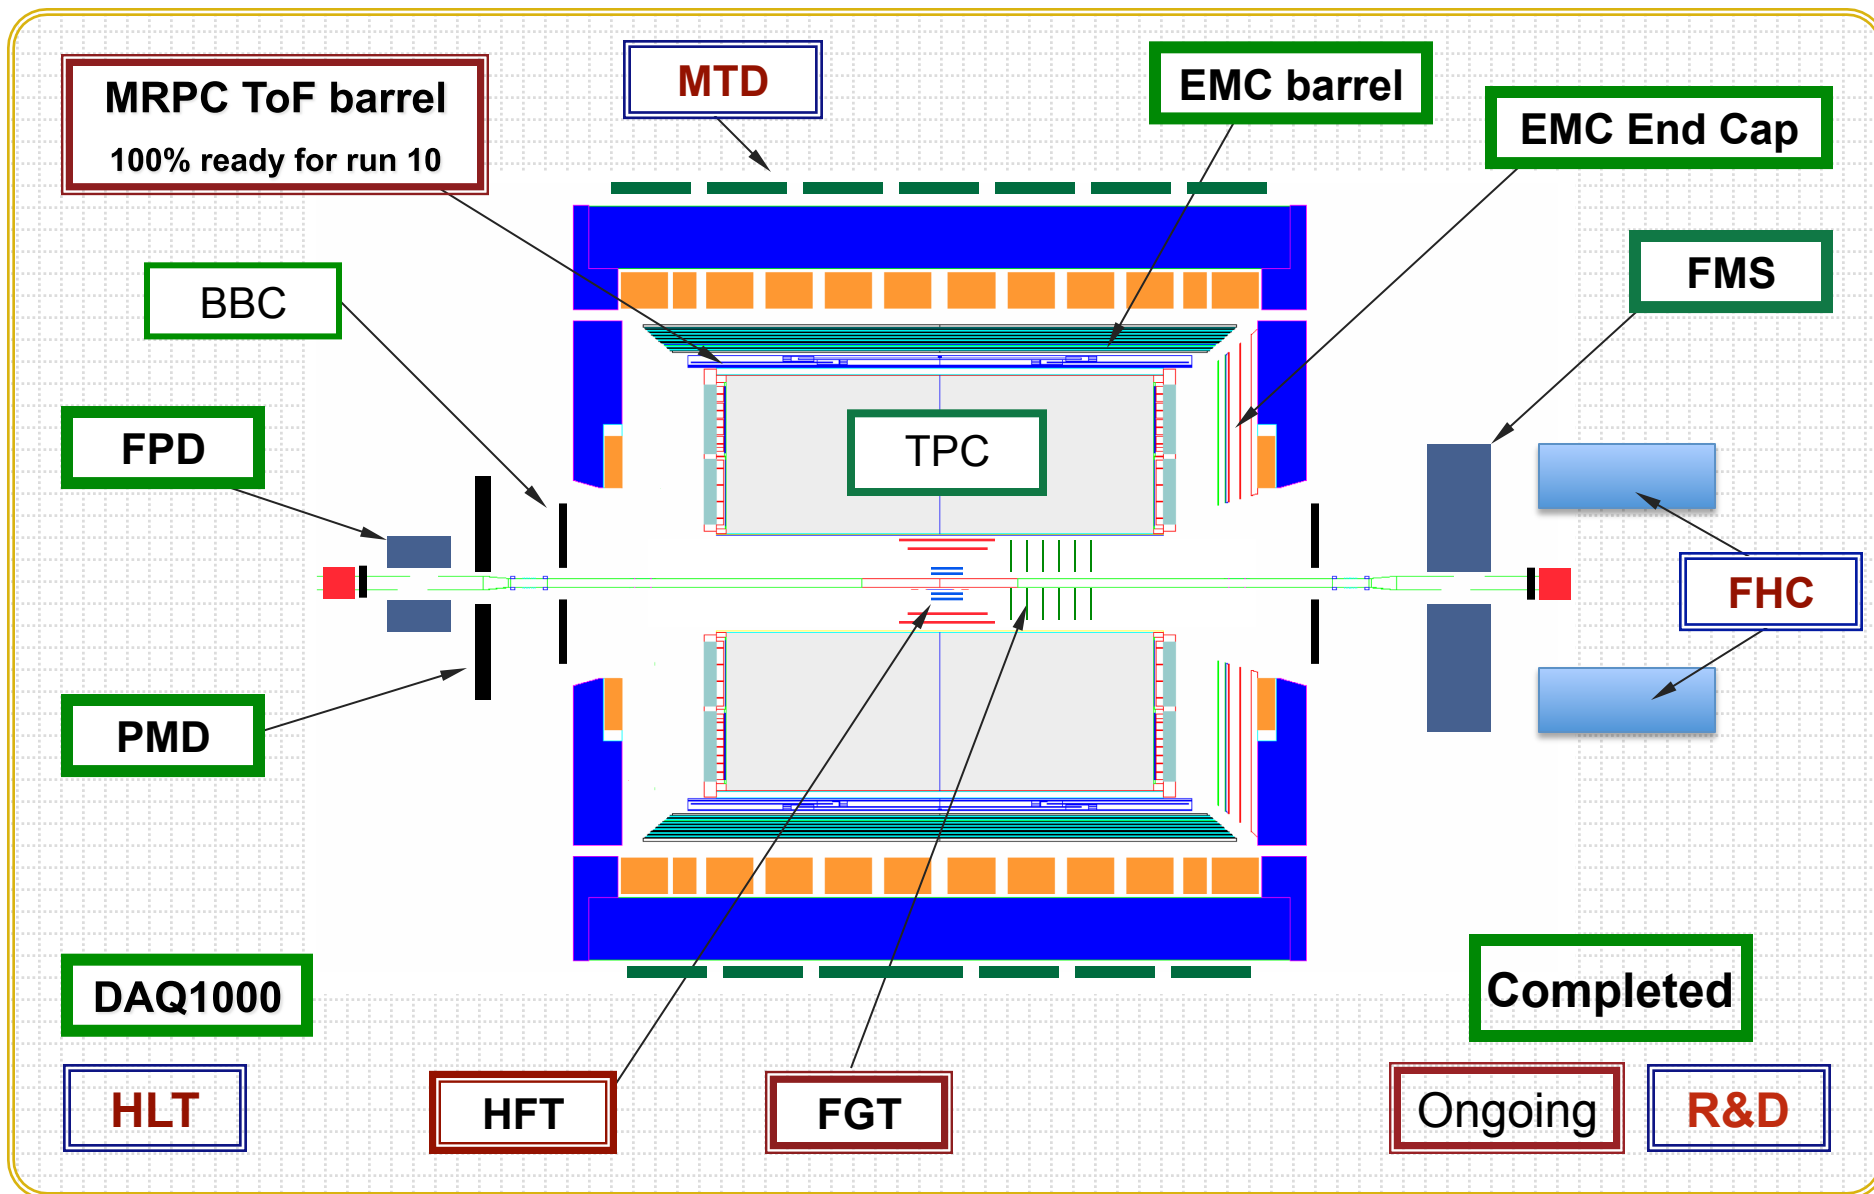 MRPC ToF barrel
100% ready for run 10
MTD
EMC barrel
EMC End Cap
BBC
FMS
FPD
TPC
FHC
PMD
DAQ1000
Completed
HLT
HFT
FGT
Ongoing
R&D